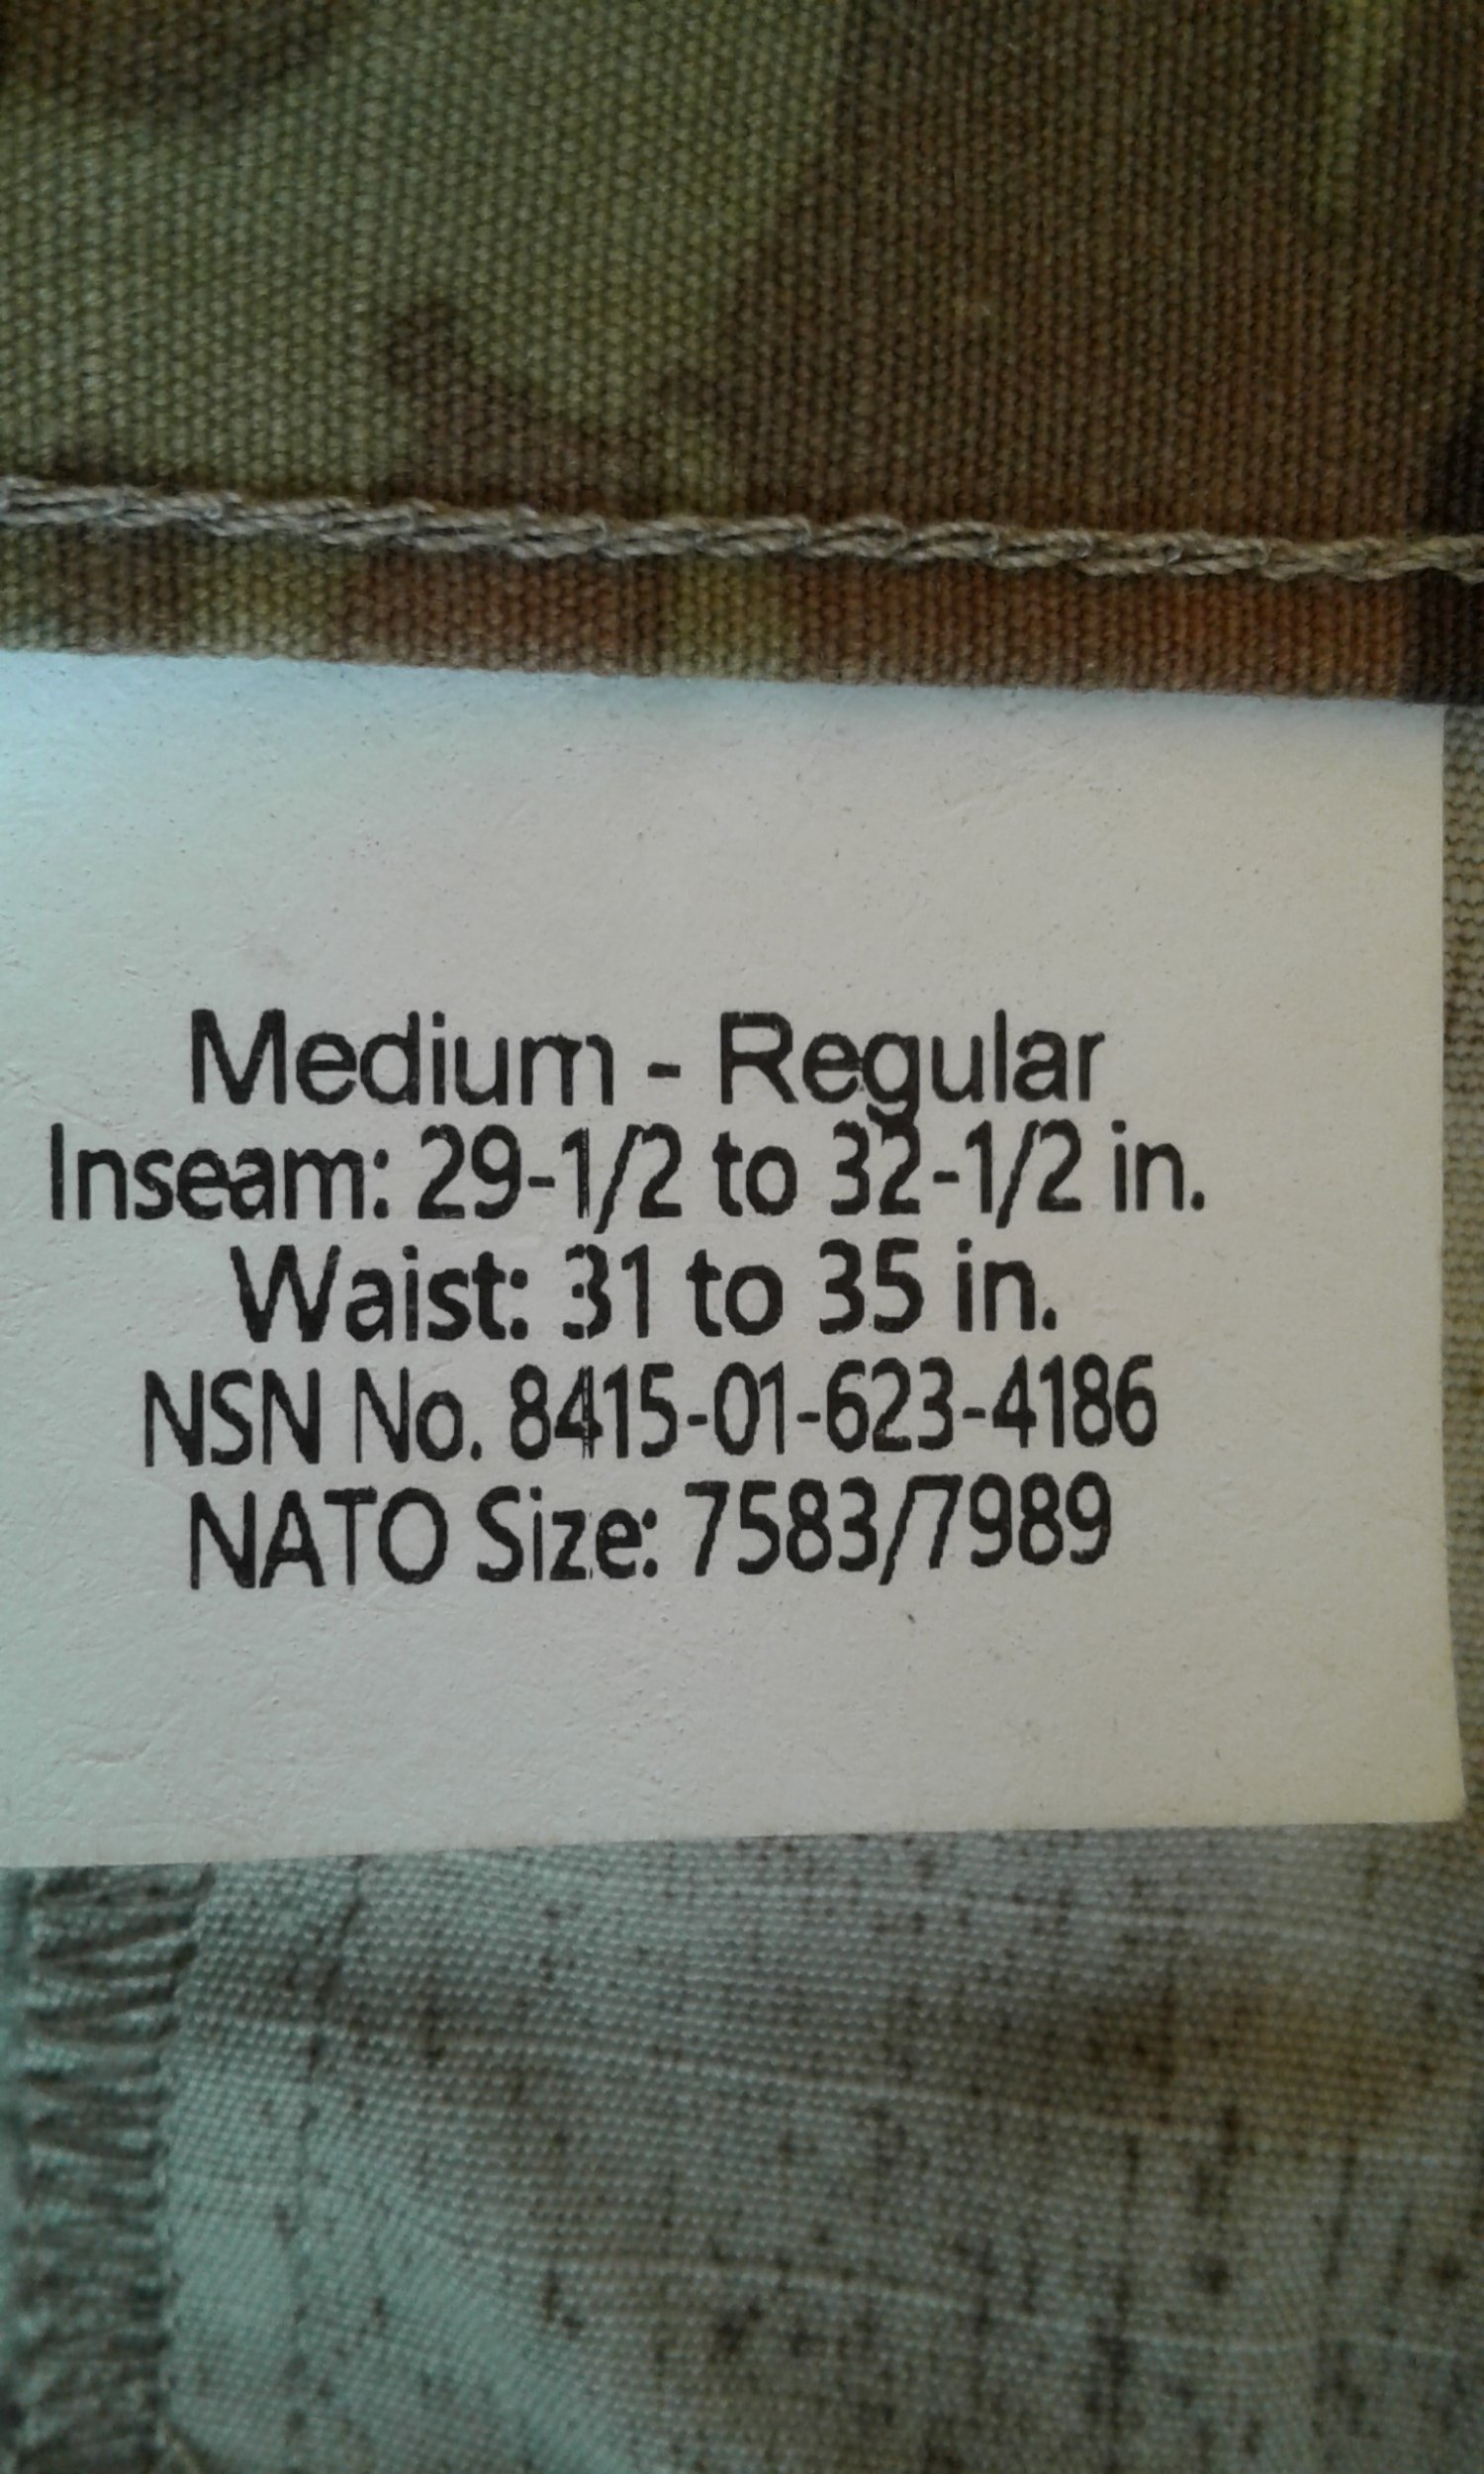 Medium - Regular
Inseam: 29-1/2 to 32-1/2 in.
Waist: 31 to 35 in.
NSN No. 8415-01-623-4186
NATO Size: 7583/7989